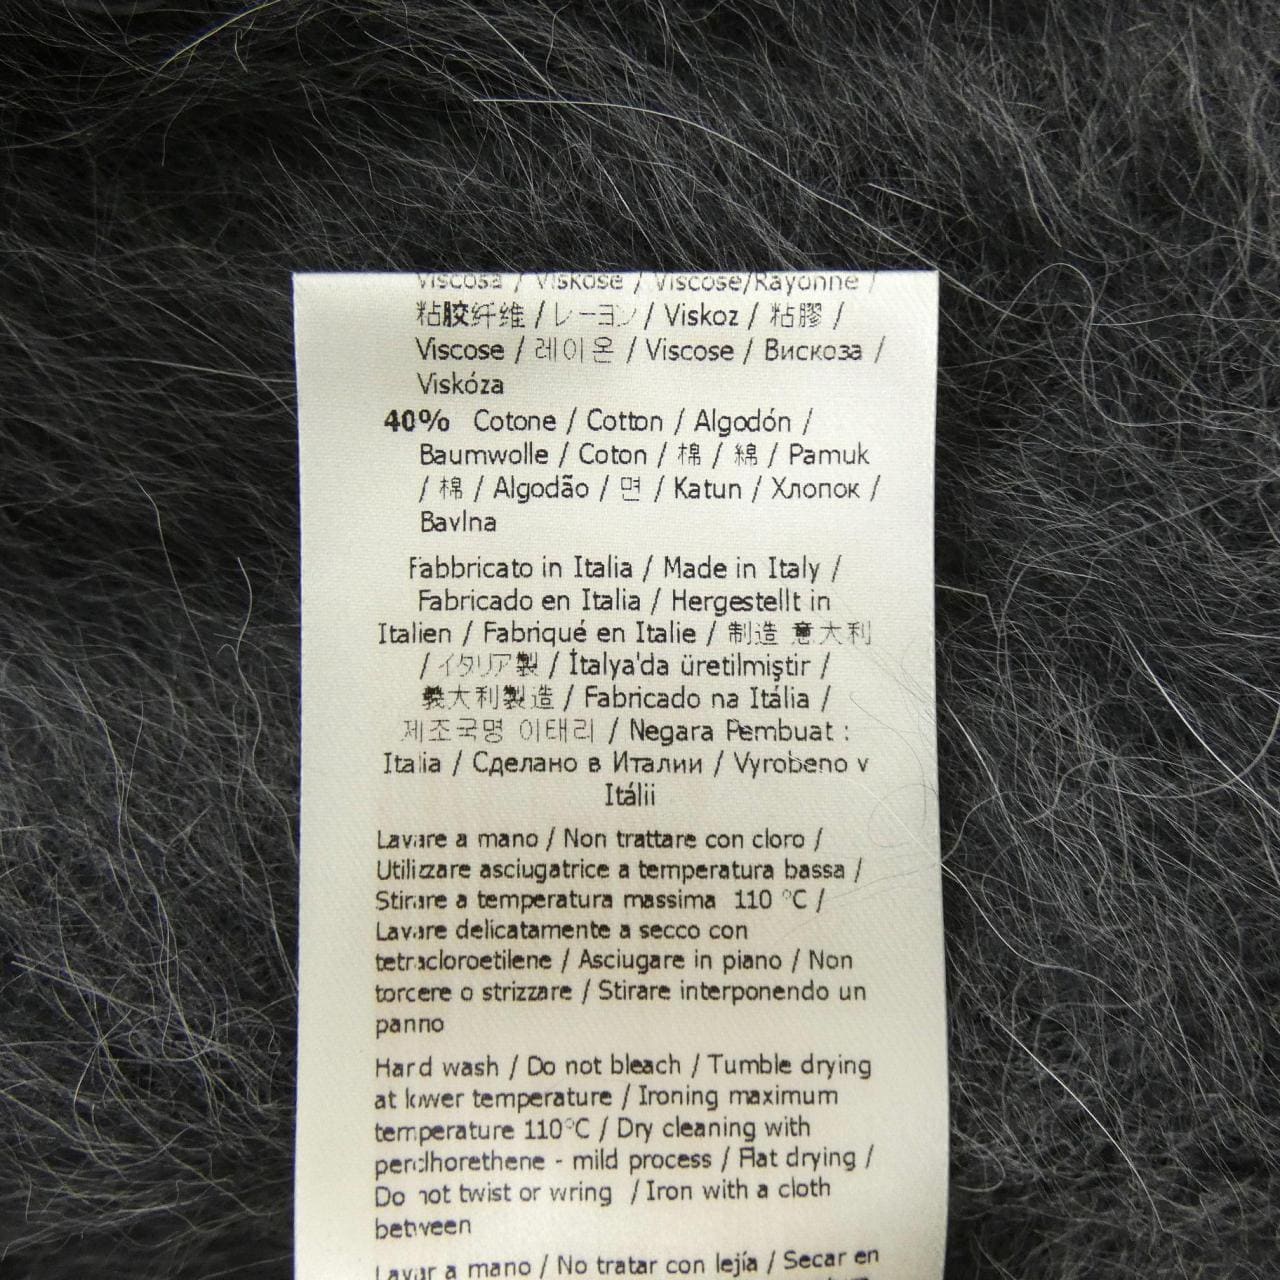 Viscosa / Viskose / Viscose/Rayonne /
粘胶纤维 / レーヨン / Viskoz / 粘膠 /
Viscose / 레이온 / Viscose / Вискоза /
Viskóza
40% Cotone / Cotton / Algodón /
Baumwolle / Coton / 棉 / 綿 / Pamuk
/ 棉 / Algodão / 면 / Katun / Хлопок /
Bavlna
Fabbricato in Italia / Made in Italy /
Fabricado en Italia / Hergestellt in
Italien / Fabriqué en Italie / 制造 意大利
/ イタリア製 / İtalya'da üretilmiştir /
義大利製造 / Fabricado na Itália /
제조국명 이태리 / Negara Pembuat :
Italia / Сделано в Италии / Vyrobeno v
Itálii
Lavare a mano / Non trattare con cloro /
Utilizzare asciugatrice a temperatura bassa /
Stirare a temperatura massima 110 °C /
Lavare delicatamente a secco con
tetracloroetilene / Asciugare in piano / Non
torcere o strizzare / Stirare interponendo un
panno
Hard wash / Do not bleach / Tumble drying
at lower temperature / Ironing maximum
temperature 110°C / Dry cleaning with
perclhorethene - mild process / Flat drying /
Do not twist or wring / Iron with a cloth
between
Lavar a mano / No tratar con lejía / Secar en